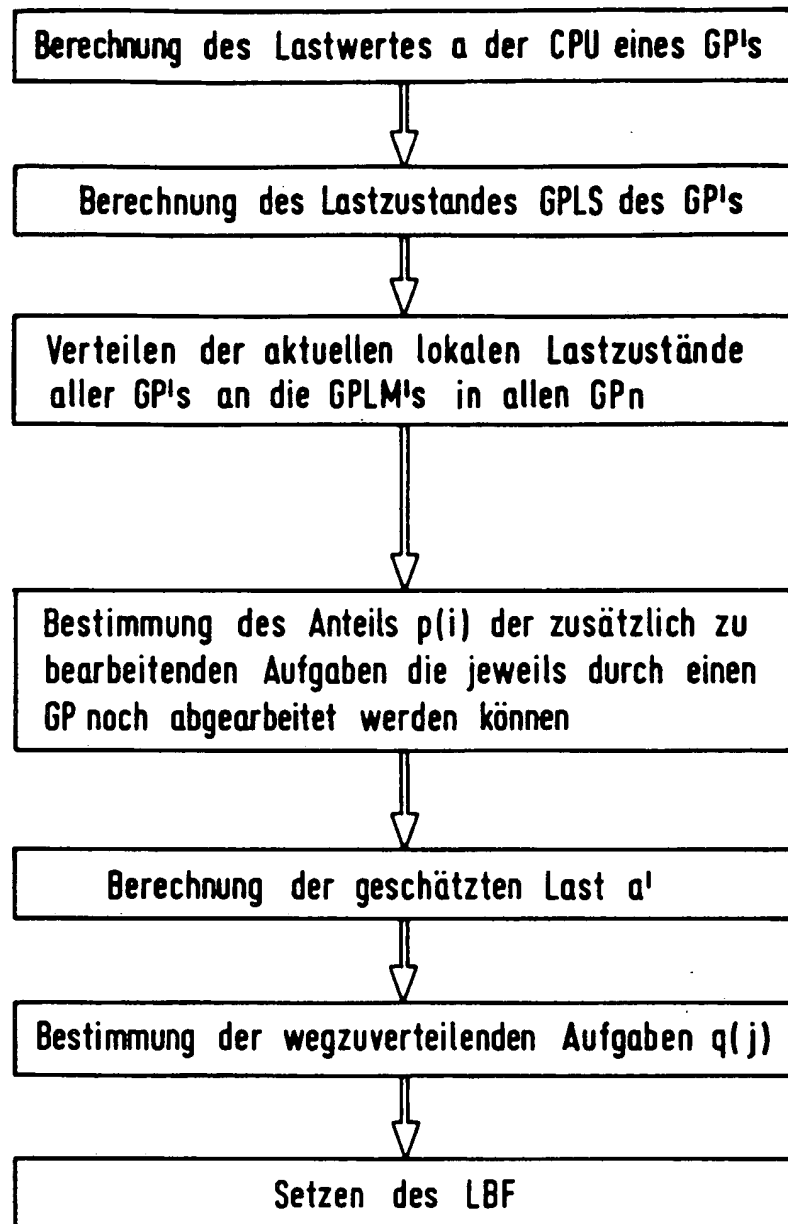 Berechnung des Lastwertes a der CPU eines GP's
Berechnung des Lastzustandes GPLS des GP's
Verteilen der aktuellen lokalen Lastzustände
aller GP's an die GPLM's in allen GPn
Bestimmung des Anteils p(i) der zusätzlich zu
bearbeitenden Aufgaben die jeweils durch einen
GP noch abgearbeitet werden können
Berechnung der geschätzten Last a'
Bestimmung der wegzuverteilenden Aufgaben q(j)
Setzen des LBF